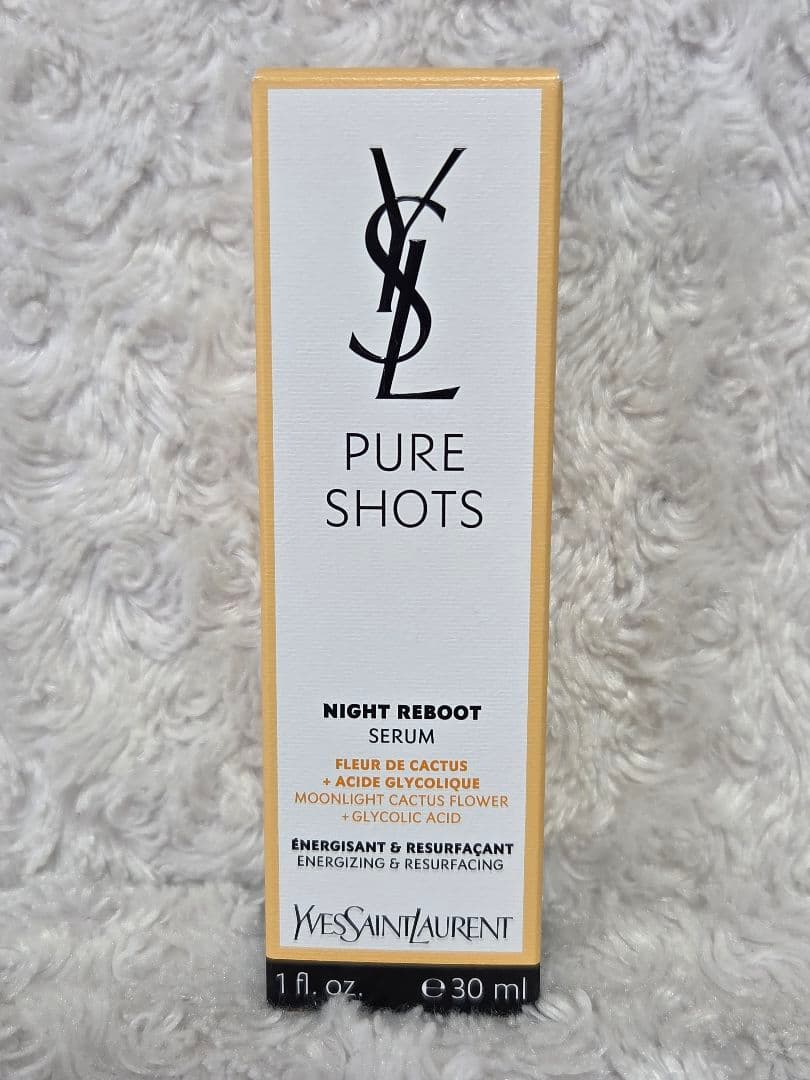 YSL
PURE
SHOTS
NIGHT REBOOT
SERUM
FLEUR DE CACTUS
+ ACIDE GLYCOLIQUE
MOONLIGHT CACTUS FLOWER
+ GLYCOLIC ACID
ÉNERGISANT & RESURFAÇANT
ENERGIZING & RESURFACING
YVESSAINTLAURENT
1 fl. oz. ℮ 30 ml